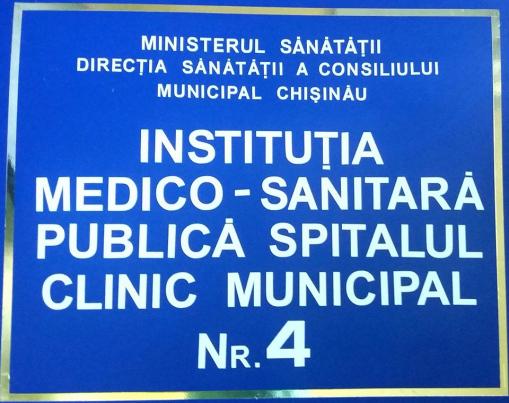 MINISTERUL SĂNĂTĂȚII
DIRECȚIA SĂNĂTĂȚII A CONSILIULUI
MUNICIPAL CHIȘINĂU
INSTITUȚIA
MEDICO - SANITARĂ
PUBLICĂ SPITALUL
CLINIC MUNICIPAL
NR. 4